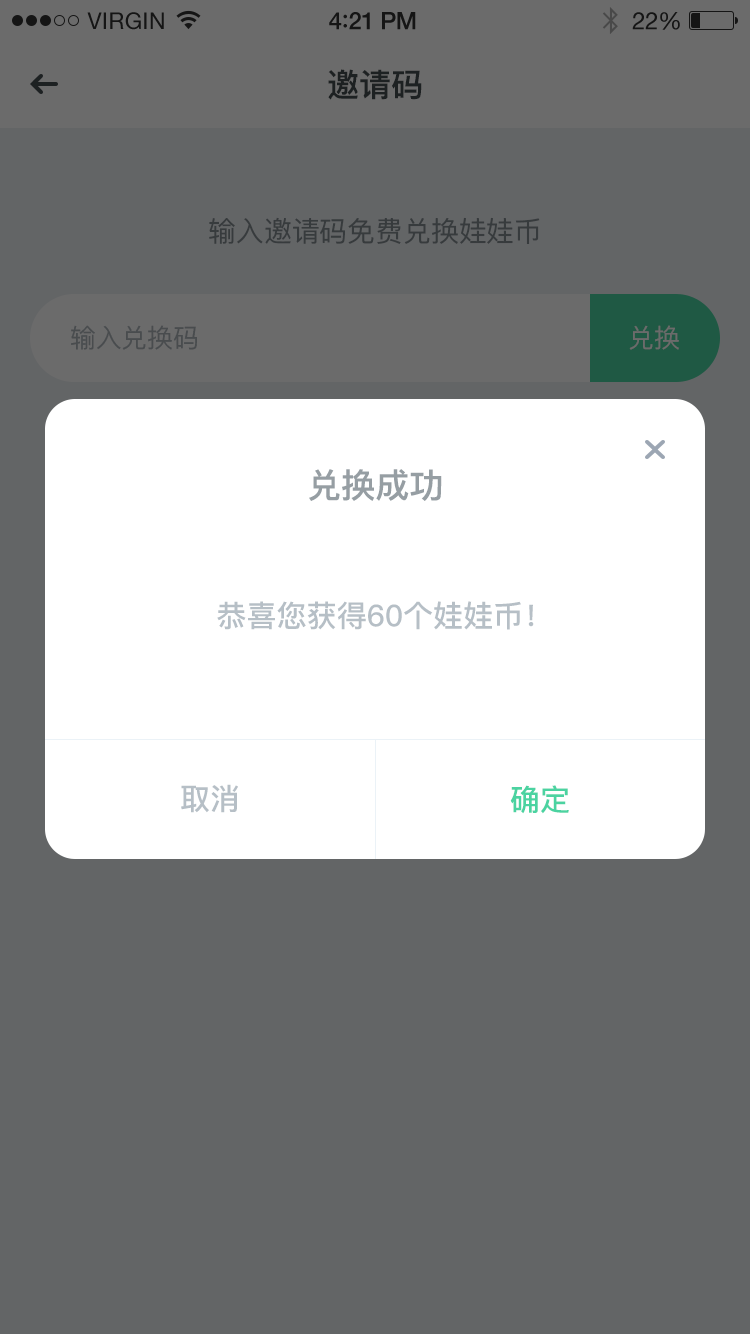 VIRGIN 4:21 PM 22%
邀请码
输入邀请码免费兑换娃娃币
输入兑换码 兑换
兑换成功
恭喜您获得60个娃娃币！
取消 确定